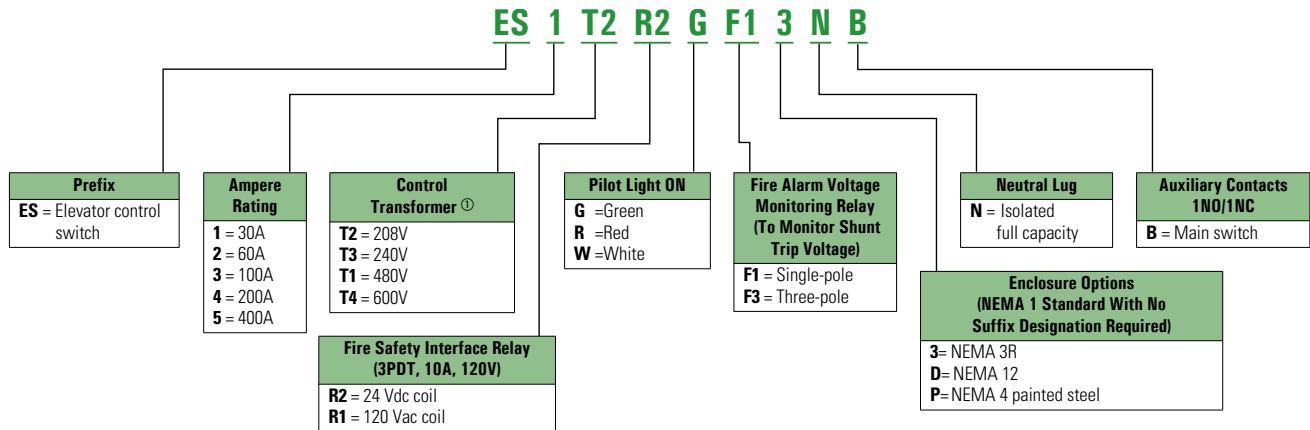 ES 1 T2 R2 G F1 3 N B
Prefix
ES = Elevator control
switch
Ampere
Rating
1 = 30A
2 = 60A
3 = 100A
4 = 200A
5 = 400A
Control
Transformer ①
T2 = 208V
T3 = 240V
T1 = 480V
T4 = 600V
Fire Safety Interface Relay
(3PDT, 10A, 120V)
R2 = 24 Vdc coil
R1 = 120 Vac coil
Pilot Light ON
G =Green
R =Red
W =White
Fire Alarm Voltage
Monitoring Relay
(To Monitor Shunt
Trip Voltage)
F1 = Single-pole
F3 = Three-pole
Enclosure Options
(NEMA 1 Standard With No
Suffix Designation Required)
3= NEMA 3R
D= NEMA 12
P=NEMA 4 painted steel
Neutral Lug
N = Isolated
full capacity
Auxiliary Contacts
1NO/1NC
B = Main switch